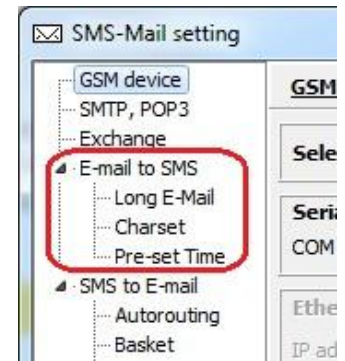 SMS-Mail setting
GSM device
SMTP, POP3
Exchange
E-mail to SMS
Long E-Mail
Charset
Pre-set Time
SMS to E-mail
Autorouting
Basket
GSM
Sele
Seria
COM
Ethe
IP ad